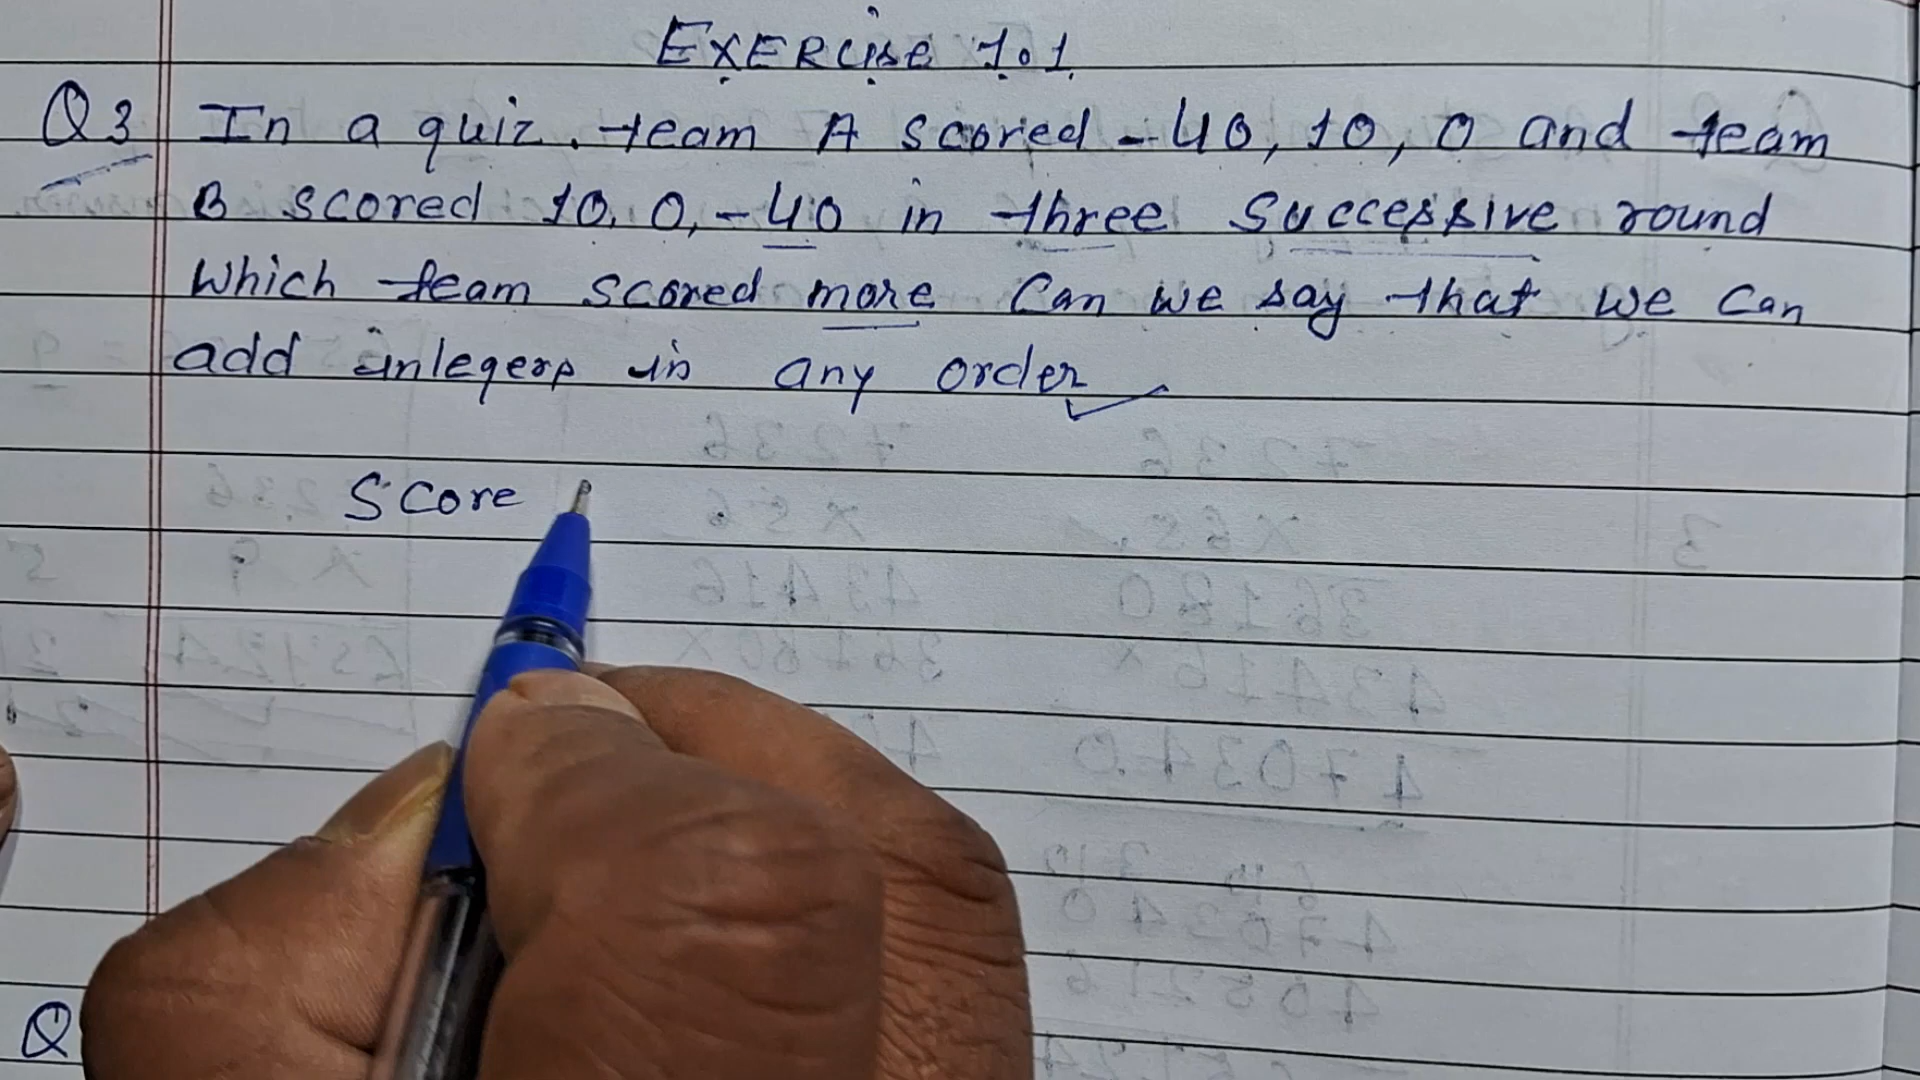 EXERCISE 1.1
Q3 In a quiz. team A scored -40, 10, 0 and team
B scored 10, 0, -40 in three Successive round
Which team scored more Can we say that we can
add inlegers in any order
Score
Q